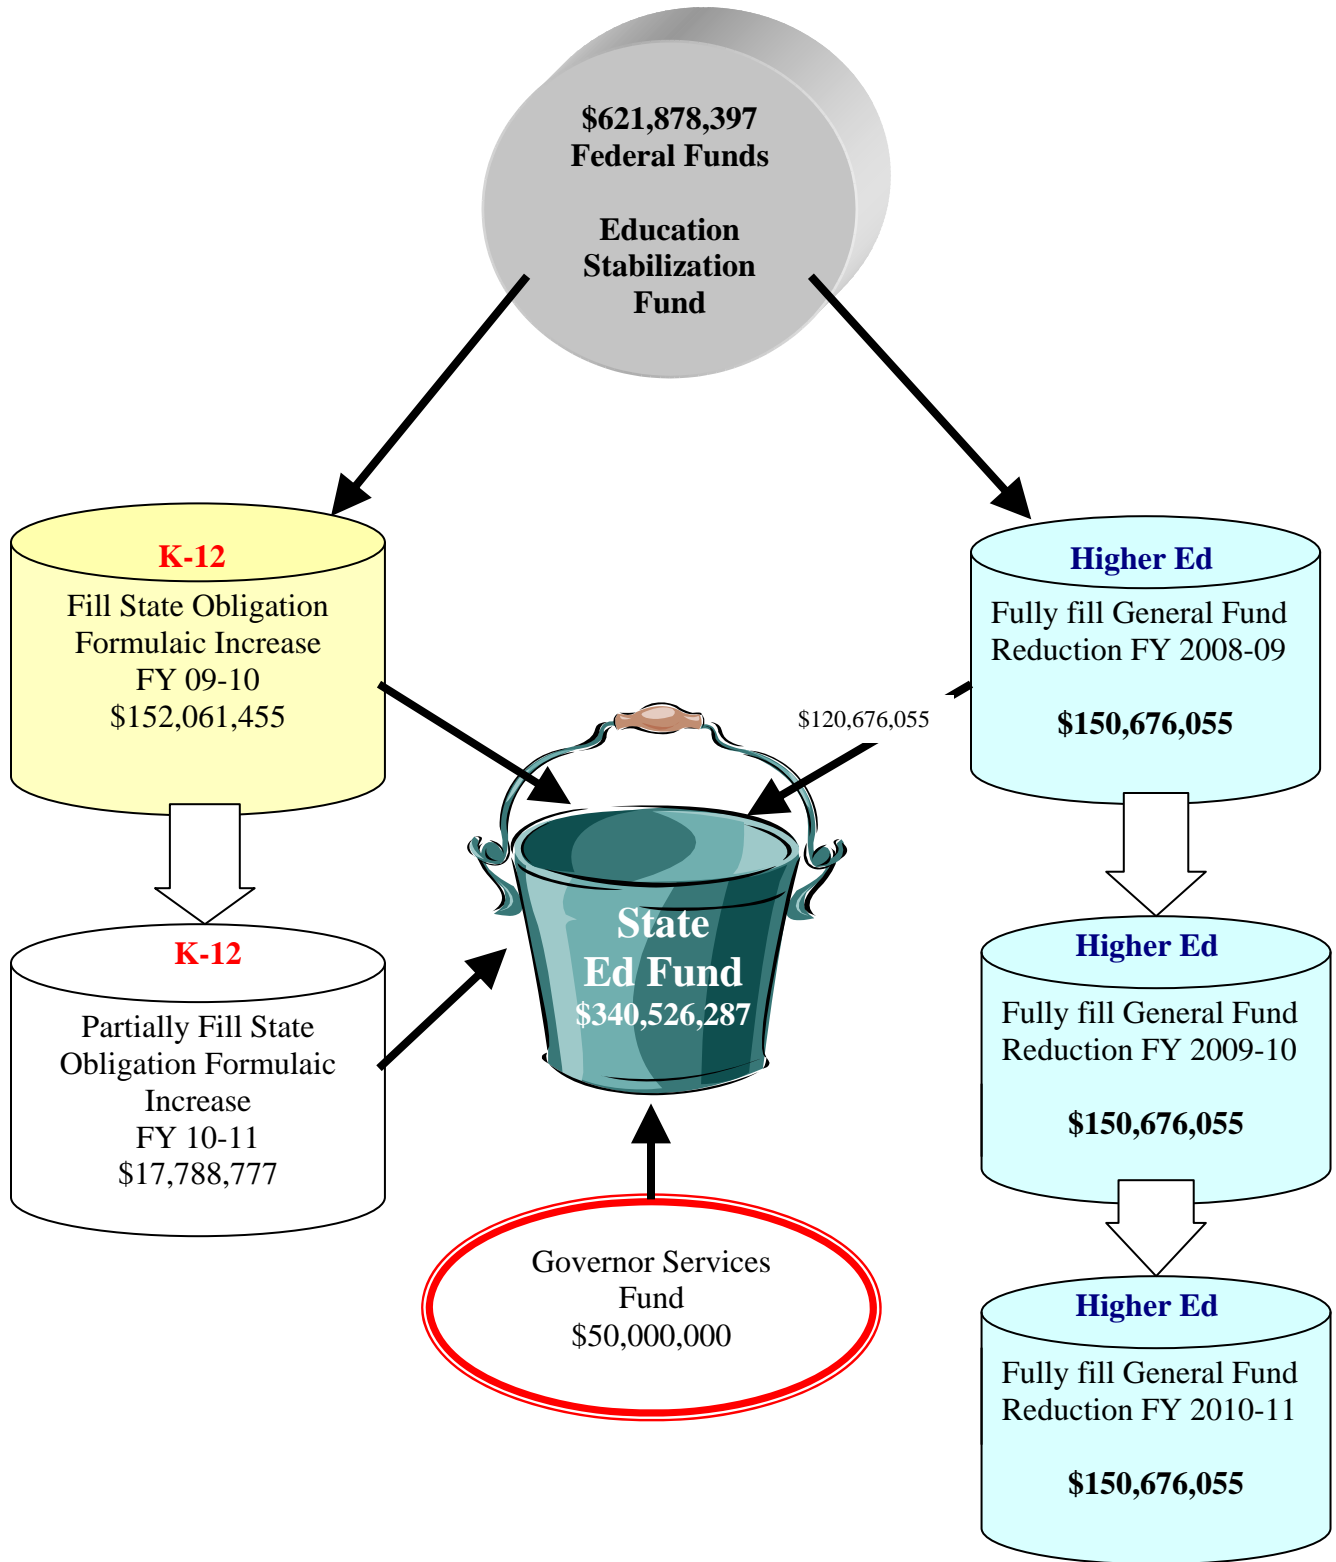 $621,878,397
Federal Funds
Education
Stabilization
Fund
K-12
Fill State Obligation
Formulaic Increase
FY 09-10
$152,061,455
Higher Ed
Fully fill General Fund
Reduction FY 2008-09
$150,676,055
$120,676,055
State
Ed Fund
$340,526,287
K-12
Partially Fill State
Obligation Formulaic
Increase
FY 10-11
$17,788,777
Higher Ed
Fully fill General Fund
Reduction FY 2009-10
$150,676,055
Governor Services
Fund
$50,000,000
Higher Ed
Fully fill General Fund
Reduction FY 2010-11
$150,676,055